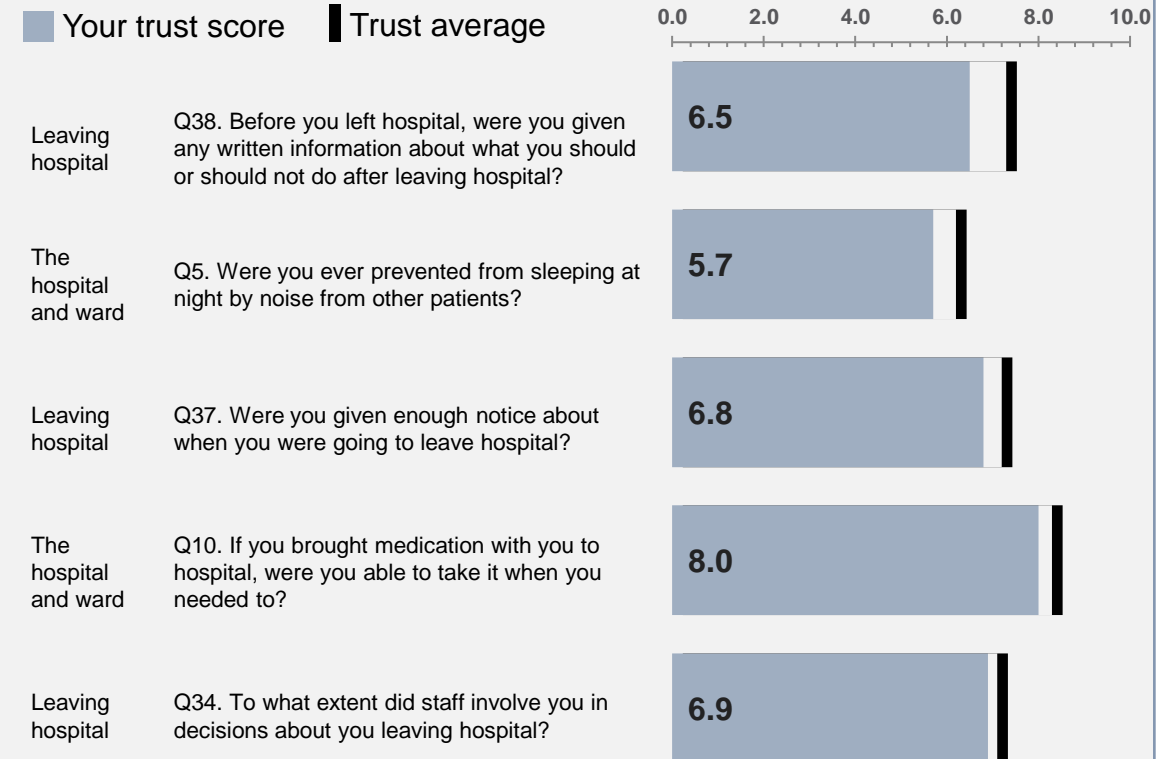 Your trust score Trust average
0.0 2.0 4.0 6.0 8.0 10.0
Leaving
hospital
Q38. Before you left hospital, were you given
any written information about what you should
or should not do after leaving hospital?
6.5
The
hospital
and ward
Q5. Were you ever prevented from sleeping at
night by noise from other patients?
5.7
Leaving
hospital
Q37. Were you given enough notice about
when you were going to leave hospital?
6.8
The
hospital
and ward
Q10. If you brought medication with you to
hospital, were you able to take it when you
needed to?
8.0
Leaving
hospital
Q34. To what extent did staff involve you in
decisions about you leaving hospital?
6.9